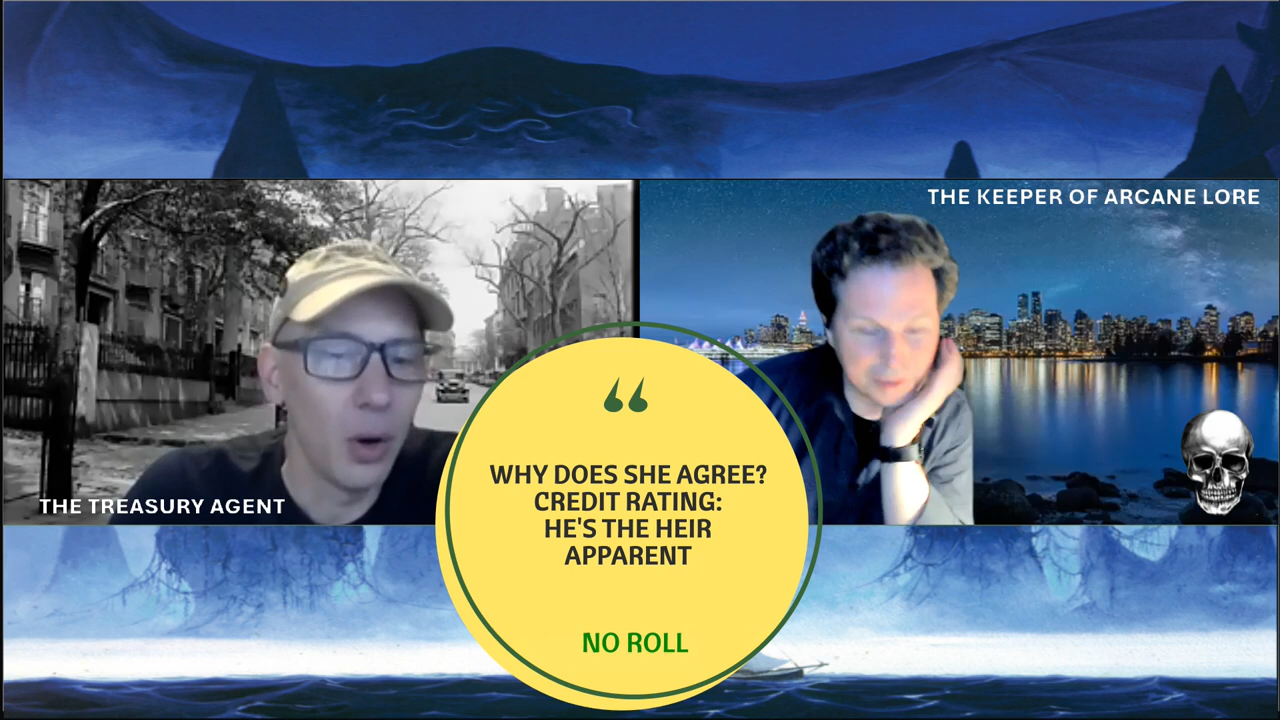 THE KEEPER OF ARCANE LORE
THE TREASURY AGENT
“
WHY DOES SHE AGREE?
CREDIT RATING:
HE'S THE HEIR
APPARENT
NO ROLL